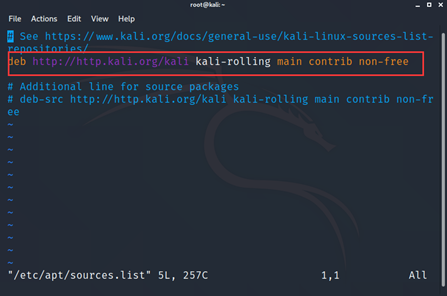 root@kali: ~
File Actions Edit View Help
# See https://www.kali.org/docs/general-use/kali-linux-sources-list-
repositories/
deb http://http.kali.org/kali kali-rolling main contrib non-free
# Additional line for source packages
# deb-src http://http.kali.org/kali kali-rolling main contrib non-fr
ee
~
~
~
~
~
~
~
~
~
"/etc/apt/sources.list" 5L, 257C 1,1 All